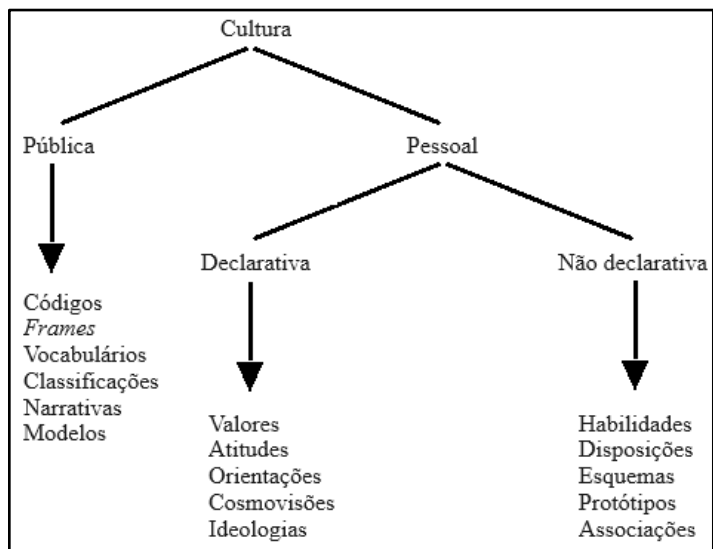 Cultura
Pública
Pessoal
Declarativa
Não declarativa
Códigos
Frames
Vocabulários
Classificações
Narrativas
Modelos
Valores
Atitudes
Orientações
Cosmovisões
Ideologias
Habilidades
Disposições
Esquemas
Protótipos
Associações